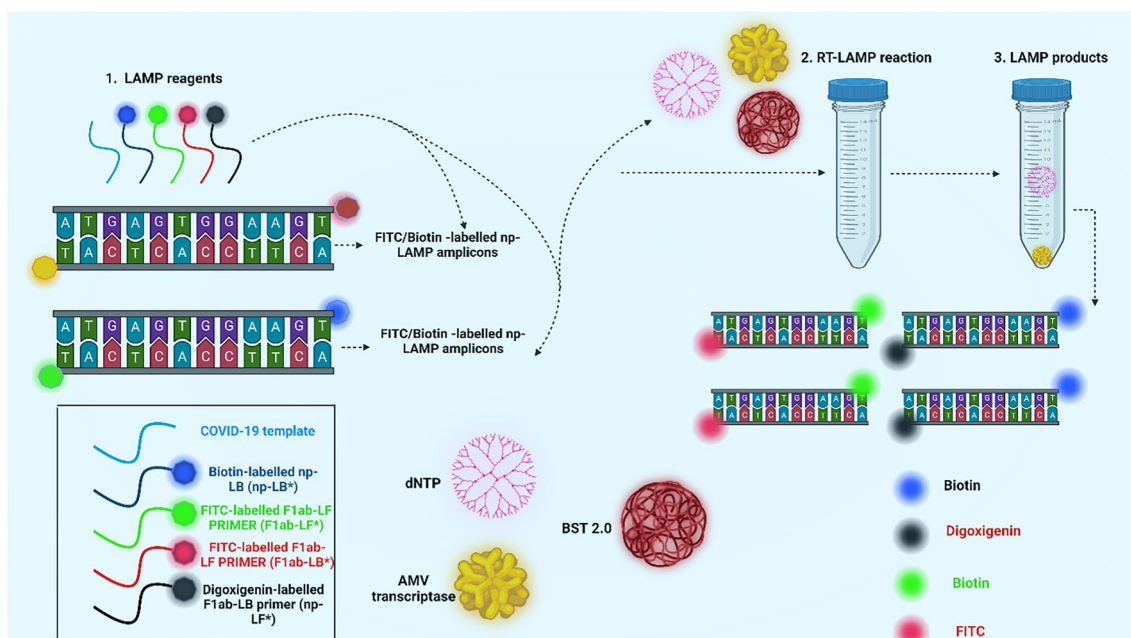 1. LAMP reagents
2. RT-LAMP reaction
3. LAMP products
A T G A G T G G A A G T
T A C T C A C C T T C A
FITC/Biotin -labelled np-
LAMP amplicons
A T G A G T G G A A G T
T A C T C A C C T T C A
FITC/Biotin -labelled np-
LAMP amplicons
A T G A G T G G A A G T
T A C T C A C C T T C A
A T G A G T G G A A G T
T A C T C A C C T T C A
A T G A G T G G A A G T
T A C T C A C C T T C A
A T G A G T G G A A G T
T A C T C A C C T T C A
COVID-19 template
Biotin-labelled np-
LB (np-LB*)
FITC-labelled F1ab-LF
PRIMER (F1ab-LF*)
FITC-labelled F1ab-
LF PRIMER (F1ab-LB*)
Digoxigenin-labelled
F1ab-LB primer (np-
LF*)
dNTP
BST 2.0
AMV
transcriptase
Biotin
Digoxigenin
Biotin
FITC